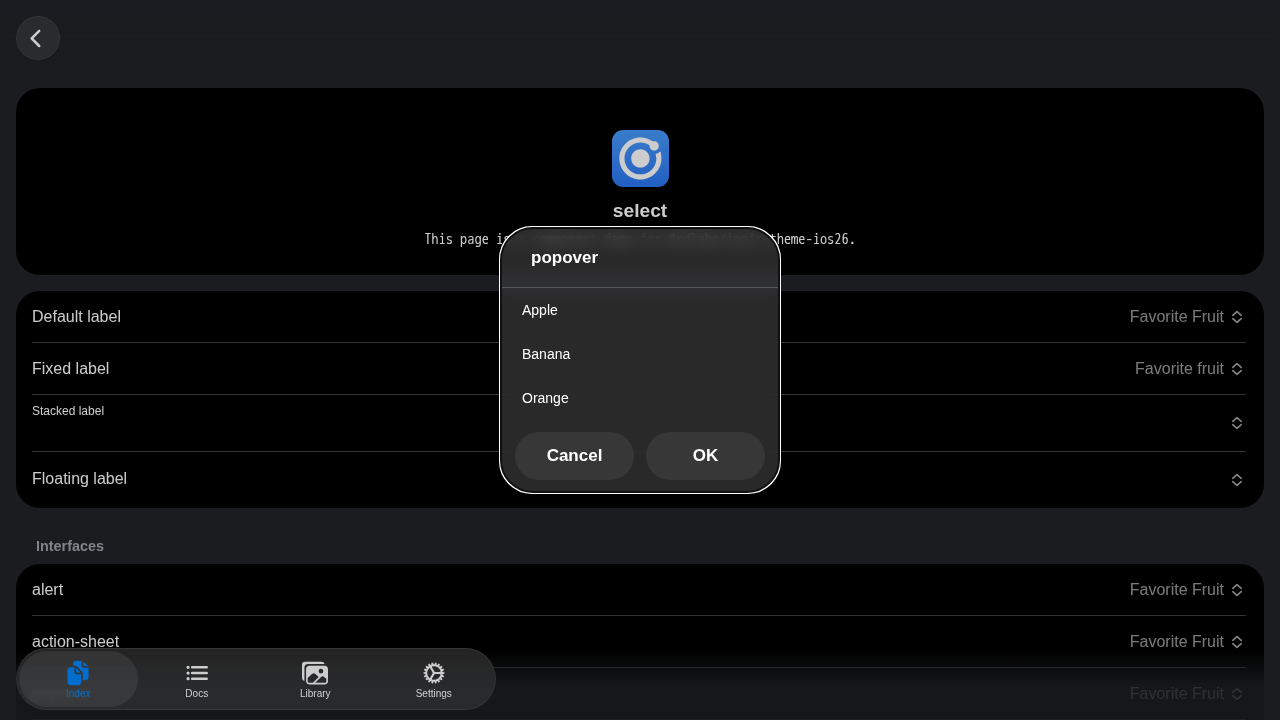 select
This page is theme-ios26.
popover
Apple
Banana
Orange
Cancel OK
Default label Favorite Fruit
Fixed label Favorite fruit
Stacked label
Floating label
Interfaces
alert Favorite Fruit
action-sheet Favorite Fruit
Favorite Fruit
Index Docs Library Settings